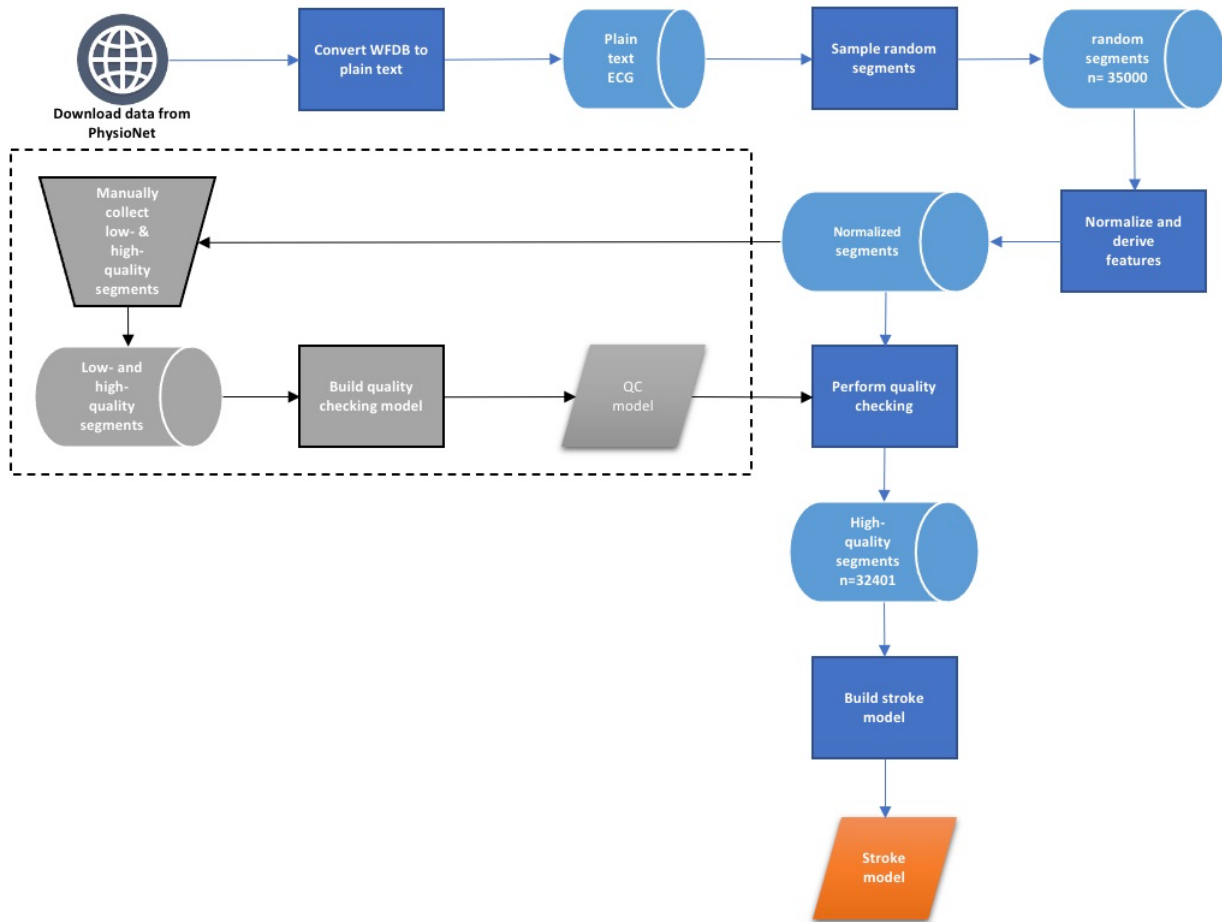 Download data from
PhysioNet
Convert WFDB to
plain text
Plain
text
ECG
Sample random
segments
random
segments
n= 35000
Normalize and
derive
features
Normalized
segments
Manually
collect
low- &
high-
quality
segments
Low- and
high-
quality
segments
Build quality
checking model
QC
model
Perform quality
checking
High-
quality
segments
n=32401
Build stroke
model
Stroke
model